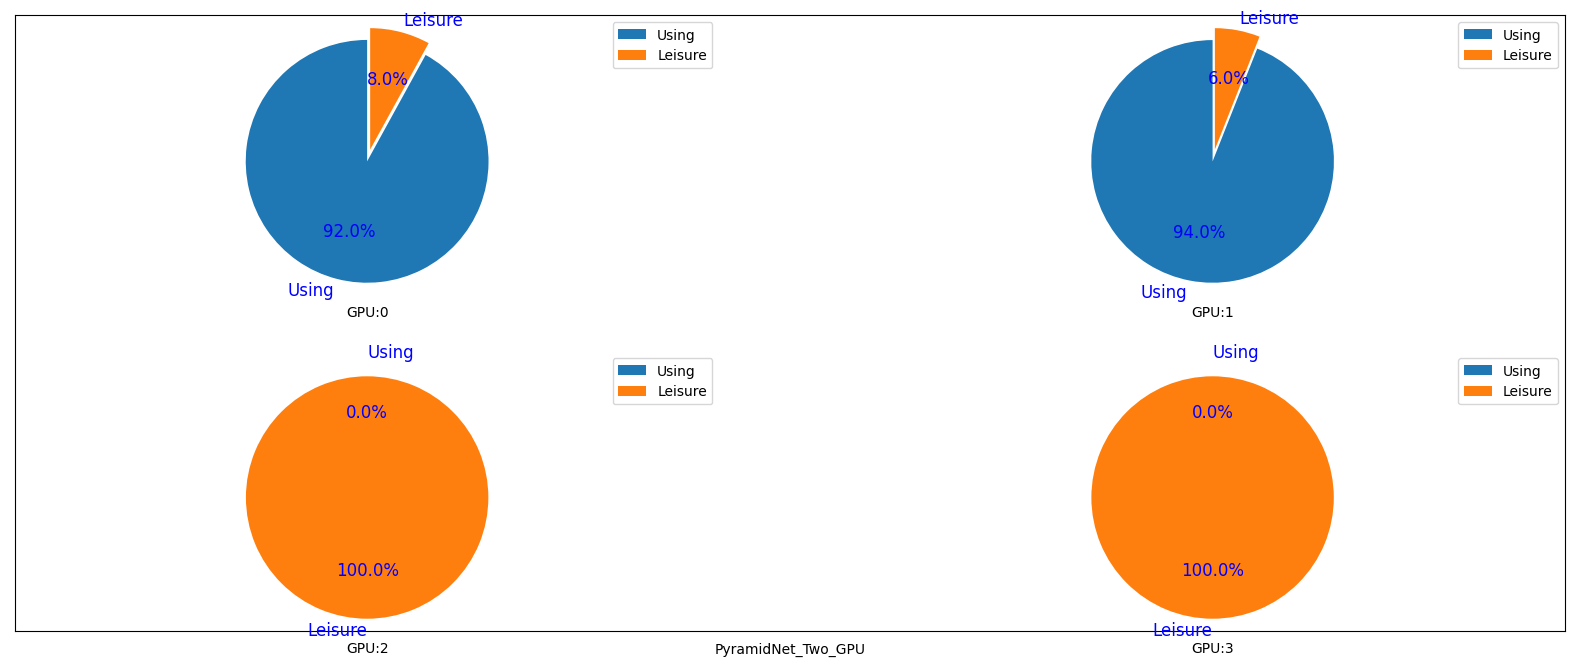 Leisure
Using
Leisure
8.0%
92.0%
Using
GPU:0
Leisure
Using
Leisure
6.0%
94.0%
Using
GPU:1
Using
Using
Leisure
0.0%
100.0%
Leisure
GPU:2
Using
Using
Leisure
0.0%
100.0%
Leisure
GPU:3
PyramidNet_Two_GPU